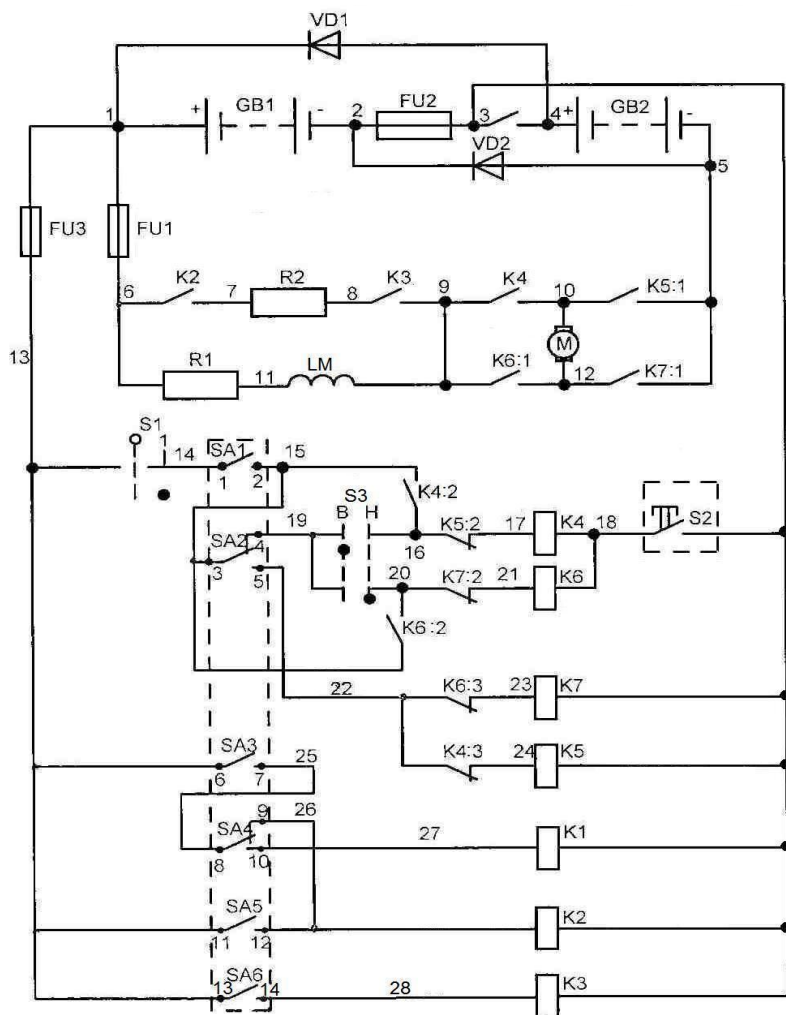 VD1
1 + GB1 - 2 FU2 3 4 + GB2 -
VD2 5
FU3 FU1
6 K2 7 R2 8 K3 9 K4 10 K5:1
M
13 R1 11 LM K6:1 12 K7:1
S1
1 14 SA1 15
1 2 S3 K4:2
19 В Н
SA2 4 16 K5:2 17 K4 18 S2
3 5 20 K7:2 21 K6
K6:2
22 K6:3 23 K7
K4:3 24 K5
SA3 25
6 7
9 26
SA4 27 K1
8 10
SA5 K2
11 12
SA6
13 14 28 K3